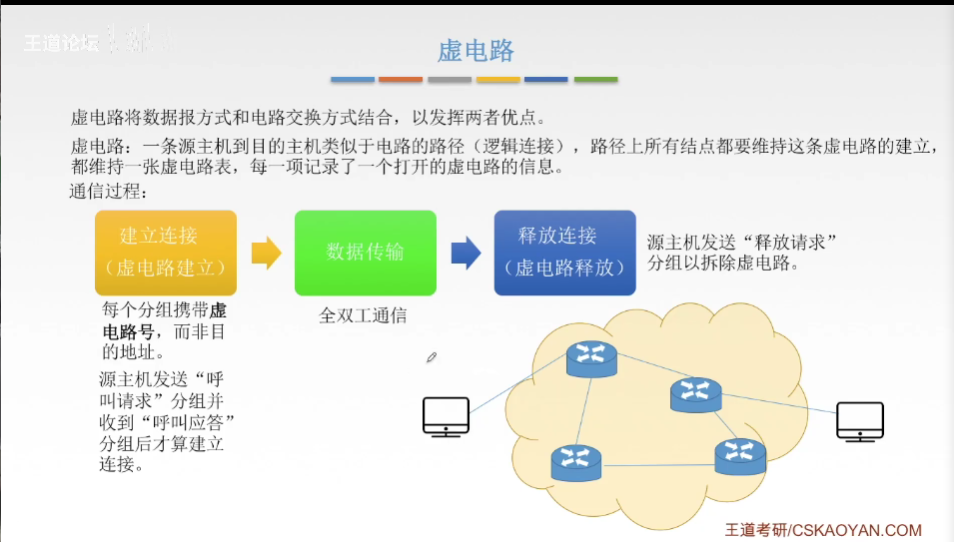 王道论坛
虚电路
虚电路将数据报方式和电路交换方式结合，以发挥两者优点。
虚电路：一条源主机到目的主机类似于电路的路径（逻辑连接），路径上所有结点都要维持这条虚电路的建立，
都维持一张虚电路表，每一项记录了一个打开的虚电路的信息。
通信过程：
建立连接
（虚电路建立）
数据传输
释放连接
（虚电路释放）
源主机发送“释放请求”
分组以拆除虚电路。
每个分组携带虚
电路号，而非目
的地址。
全双工通信
源主机发送“呼
叫请求”分组并
收到“呼叫应答”
分组后才算建立
连接。
王道考研/CSKAOYAN.COM